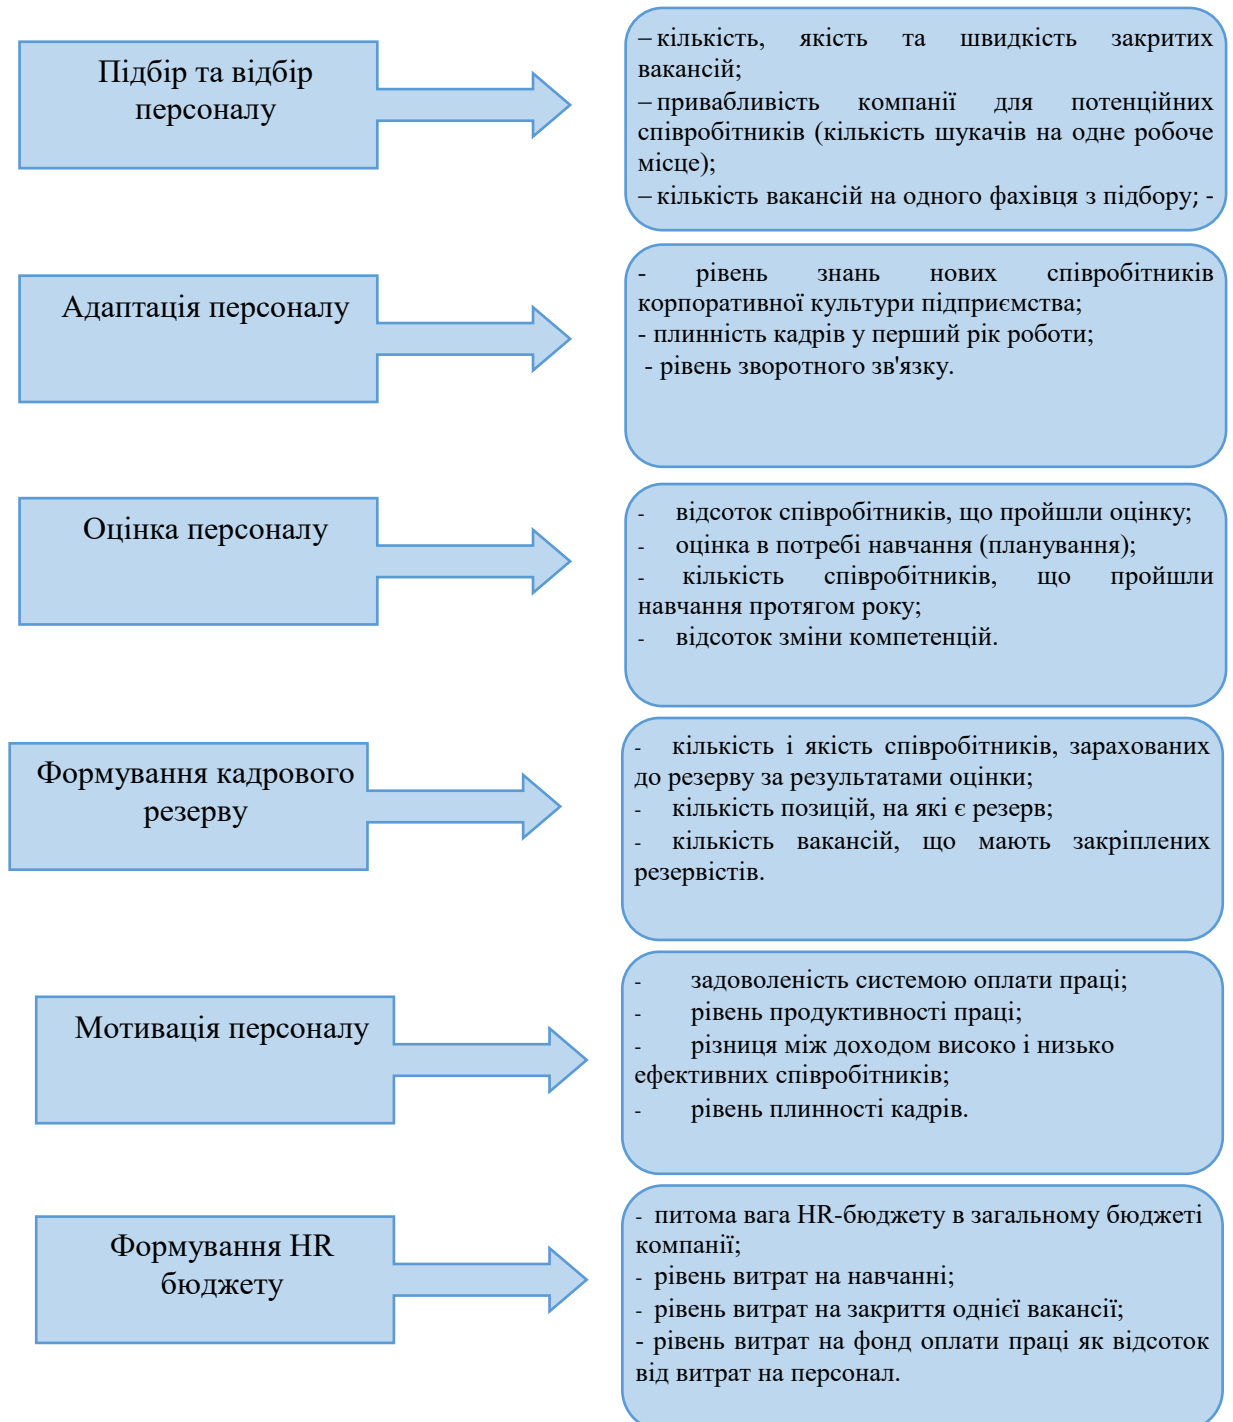 Підбір та відбір
персоналу
– кількість, якість та швидкість закритих
вакансій;
– привабливість компанії для потенційних
співробітників (кількість шукачів на одне робоче
місце);
– кількість вакансій на одного фахівця з підбору; -
Адаптація персоналу
- рівень знань нових співробітників
корпоративної культури підприємства;
- плинність кадрів у перший рік роботи;
- рівень зворотного зв'язку.
Оцінка персоналу
- відсоток співробітників, що пройшли оцінку;
- оцінка в потребі навчання (планування);
- кількість співробітників, що пройшли
навчання протягом року;
- відсоток зміни компетенцій.
Формування кадрового
резерву
- кількість і якість співробітників, зарахованих
до резерву за результатами оцінки;
- кількість позицій, на які є резерв;
- кількість вакансій, що мають закріплених
резервістів.
Мотивація персоналу
- задоволеність системою оплати праці;
- рівень продуктивності праці;
- різниця між доходом високо і низько
ефективних співробітників;
- рівень плинності кадрів.
Формування HR
бюджету
- питома вага HR-бюджету в загальному бюджеті
компанії;
- рівень витрат на навчанні;
- рівень витрат на закриття однієї вакансії;
- рівень витрат на фонд оплати праці як відсоток
від витрат на персонал.